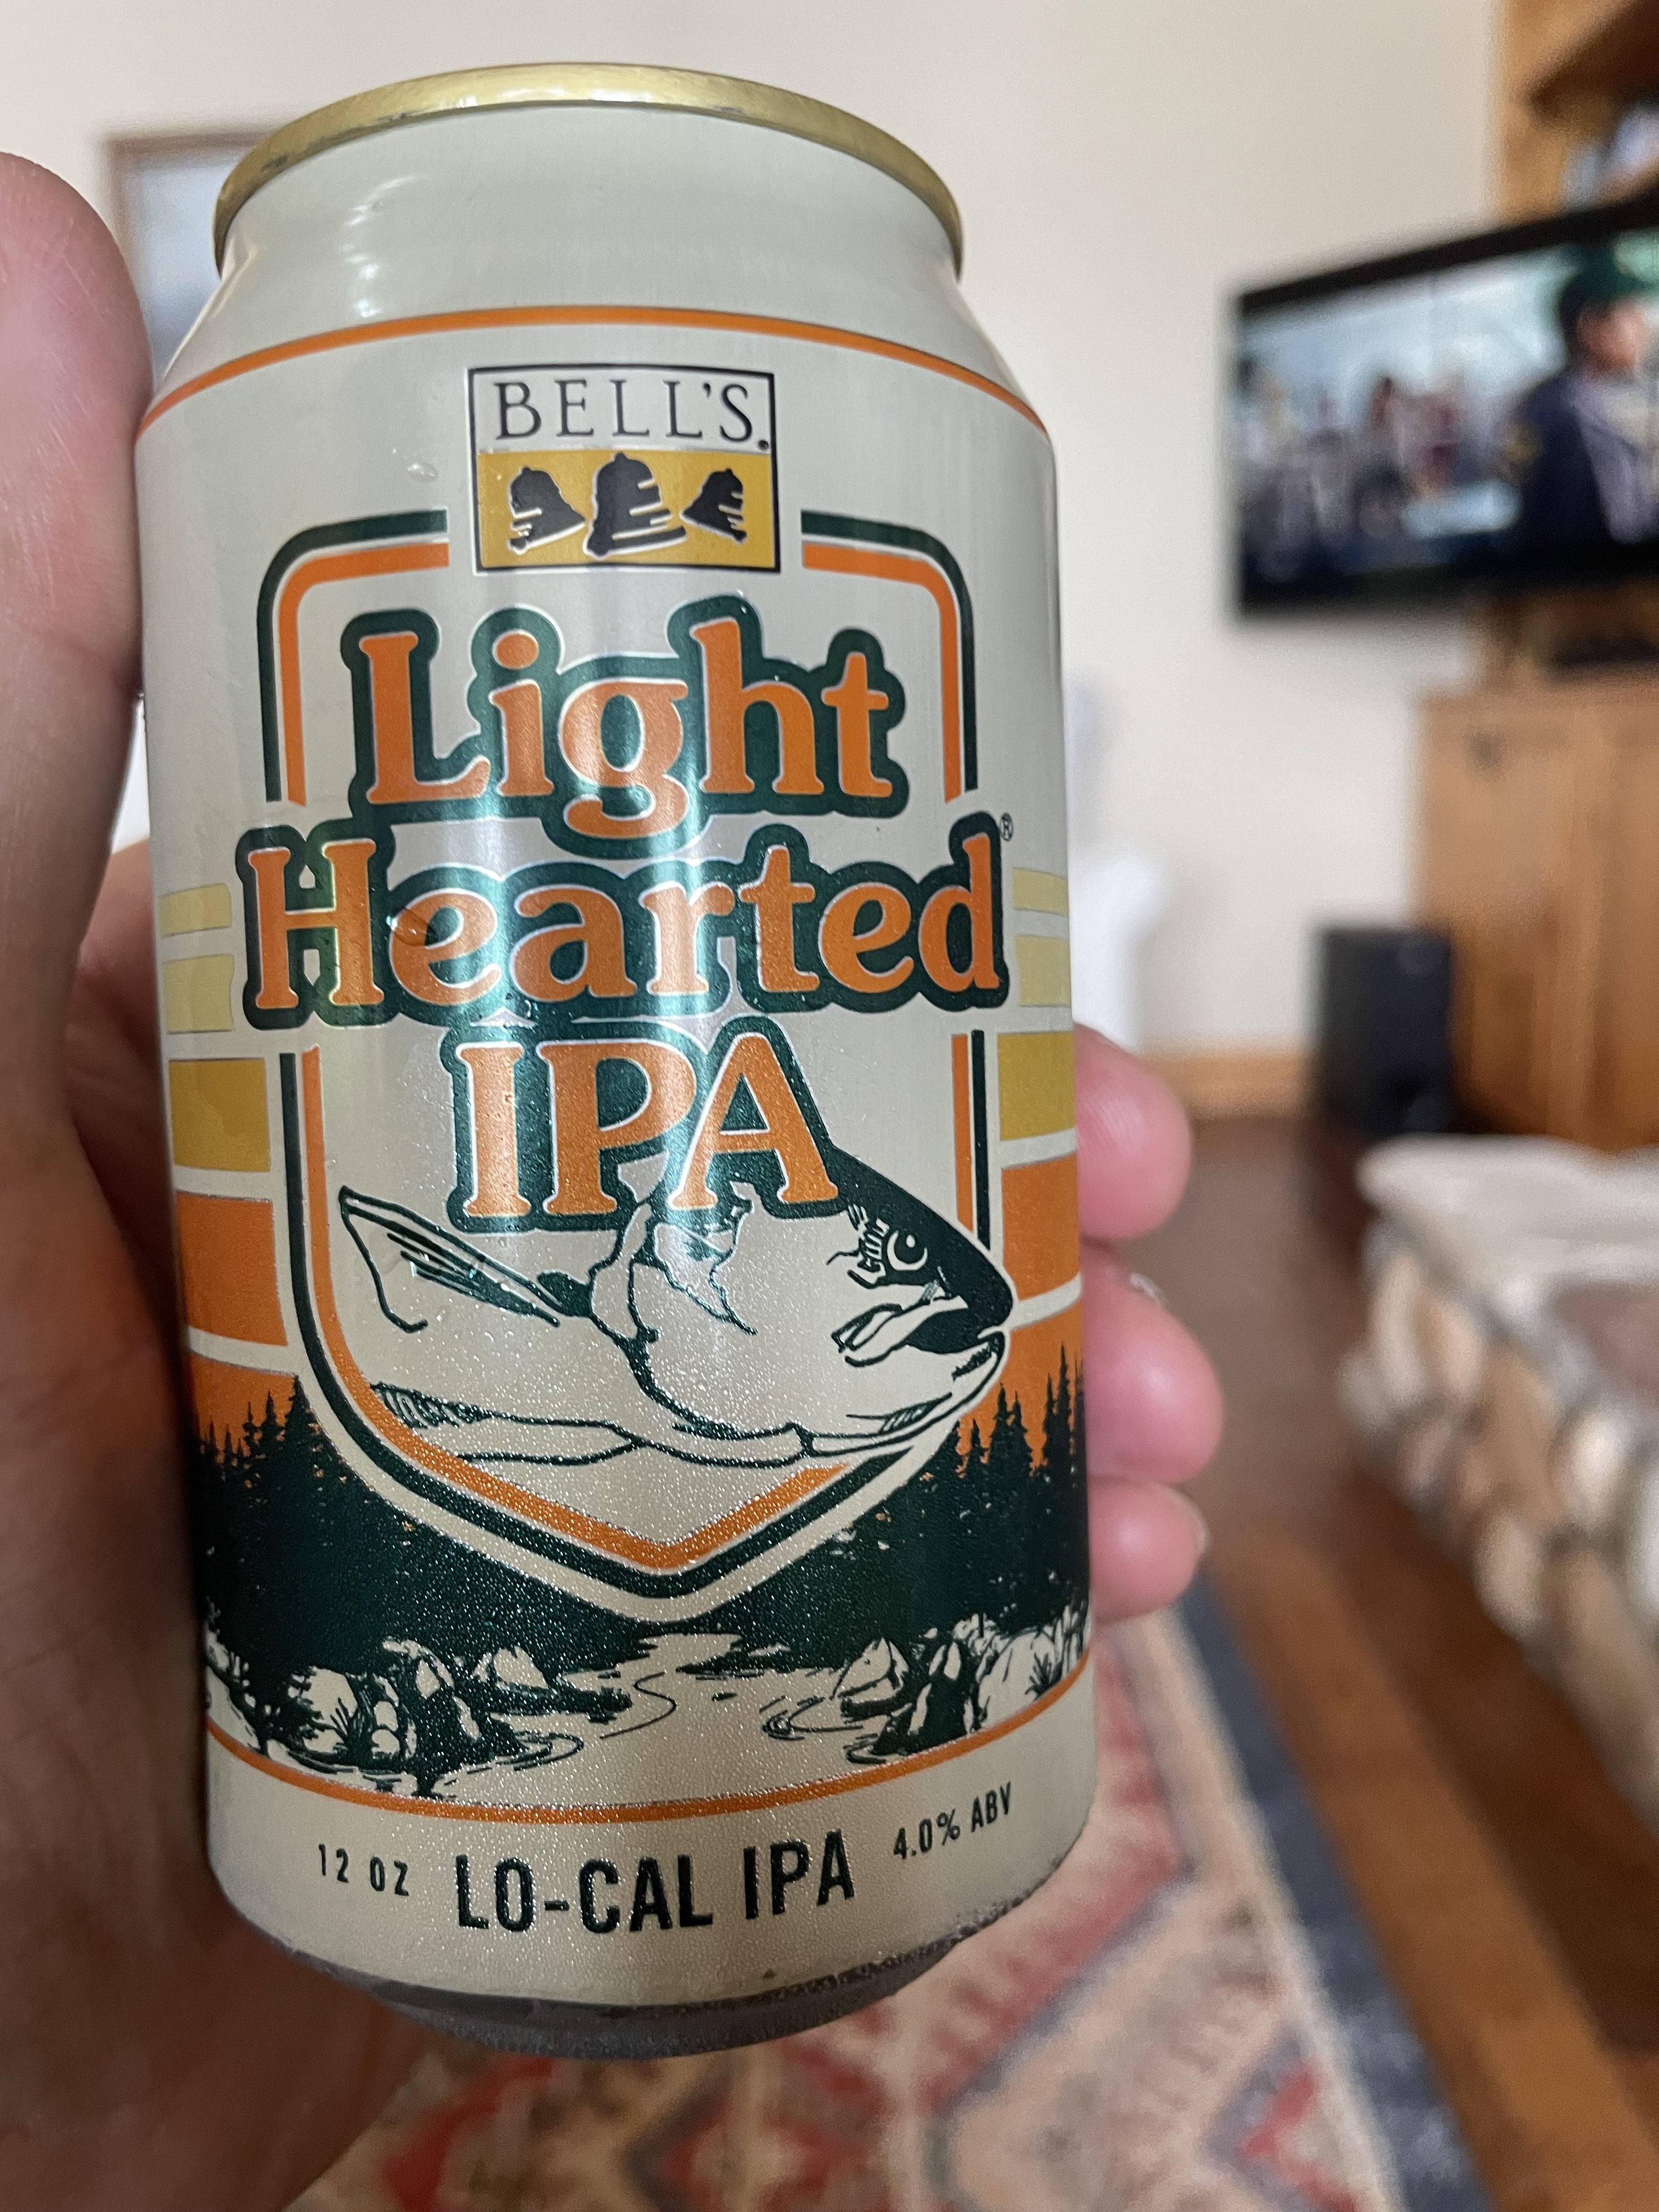 BELL'S.
Light
Hearted®
IPA
12 OZ LO-CAL IPA 4.0% ABV